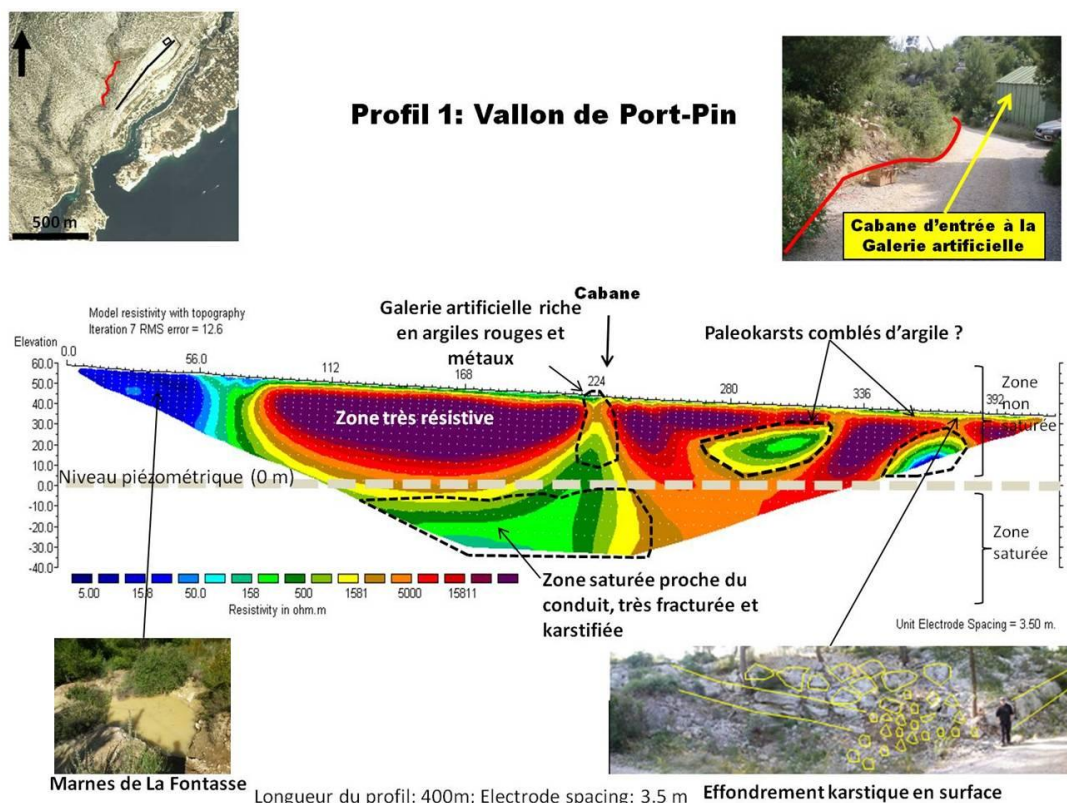 Profil 1: Vallon de Port-Pin
500 m
Cabane d'entrée à la
Galerie artificielle
Model resistivity with topography
Iteration 7 RMS error = 12.6
Galerie artificielle riche
en argiles rouges et
métaux
Cabane
Paleokarsts comblés d'argile ?
Elevation
0.0
56.0
112
168
224
280
336
392
60.0
50.0
40.0
30.0
20.0
10.0
0.0
-10.0
-20.0
-30.0
-40.0
Zone très résistive
Zone non
saturée
Niveau piézométrique (0 m)
Zone
saturée
5.00
15.8
50.0
158
500
1581
5000
15811
Resistivity in ohm.m
Zone saturée proche du
conduit, très fracturée et
karstifiée
Unit Electrode Spacing = 3.50 m.
Marnes de La Fontasse
Longueur du profil: 400m; Electrode spacing: 3.5 m
Effondrement karstique en surface